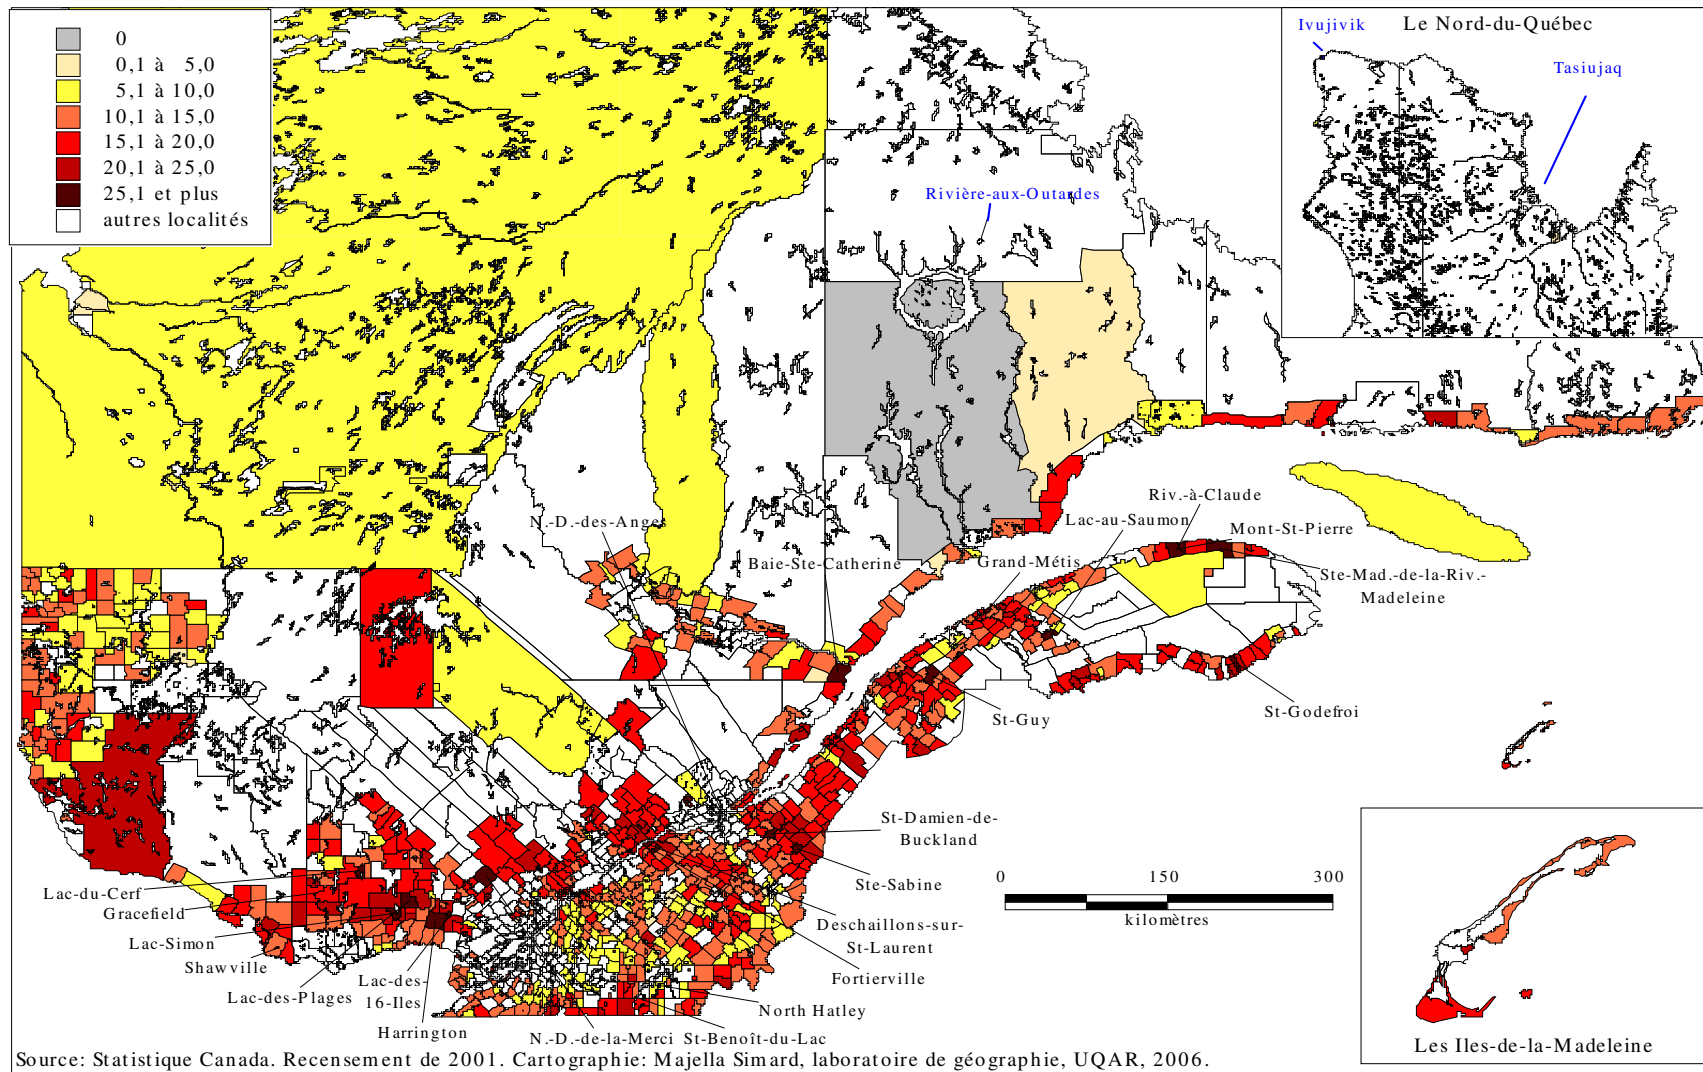 0
0,1 à 5,0
5,1 à 10,0
10,1 à 15,0
15,1 à 20,0
20,1 à 25,0
25,1 et plus
autres localités
Ivujivik
Le Nord-du-Québec
Tasiujaq
Rivière-aux-Outardes
N.-D.-des-Anges
Riv.-à-Claude
Lac-au-Saumon
Mont-St-Pierre
Baie-Ste-Catherine
Grand-Métis
Ste-Mad.-de-la-Riv.-
Madeleine
St-Guy
St-Godefroi
St-Damien-de-
Buckland
Ste-Sabine
0
150
300
kilomètres
Lac-du-Cerf
Gracefield
Lac-Simon
Shawville
Lac-des-Plages
Lac-des-
16-Iles
Harrington
Deschaillons-sur-
St-Laurent
Fortierville
North Hatley
N.-D.-de-la-Merci
St-Benoît-du-Lac
Les Iles-de-la-Madeleine
Source: Statistique Canada. Recensement de 2001. Cartographie: Majella Simard, laboratoire de géographie, UQAR, 2006.